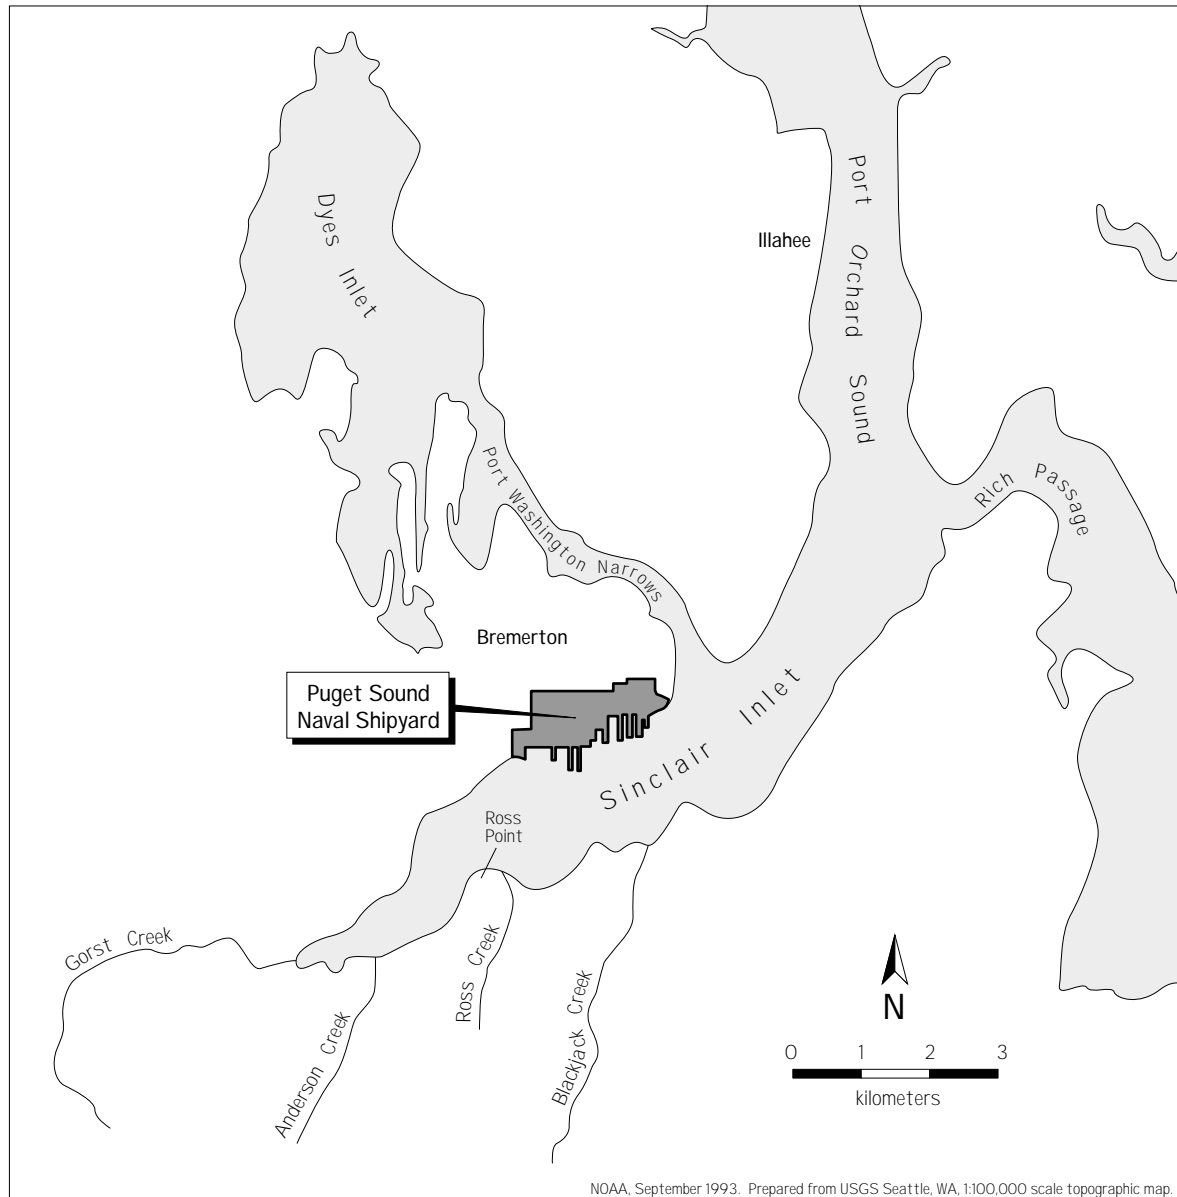 Dyes Inlet
Port Orchard Sound
Illahee
Rich Passage
Port Washington Narrows
Bremerton
Puget Sound
Naval Shipyard
Sinclair Inlet
Ross
Point
Gorst Creek
Anderson Creek
Ross Creek
Blackjack Creek
N
0 1 2 3
kilometers
NOAA, September 1993. Prepared from USGS Seattle, WA, 1:100,000 scale topographic map.